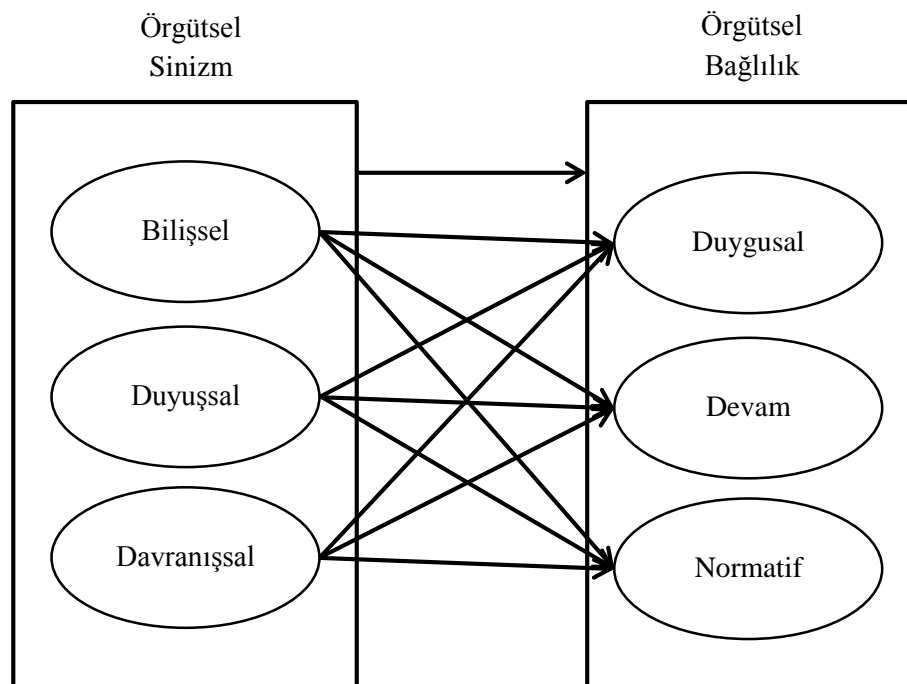 Örgütsel
Sinizm
Örgütsel
Bağlılık
Bilişsel
Duygusal
Duyuşsal
Devam
Davranışsal
Normatif